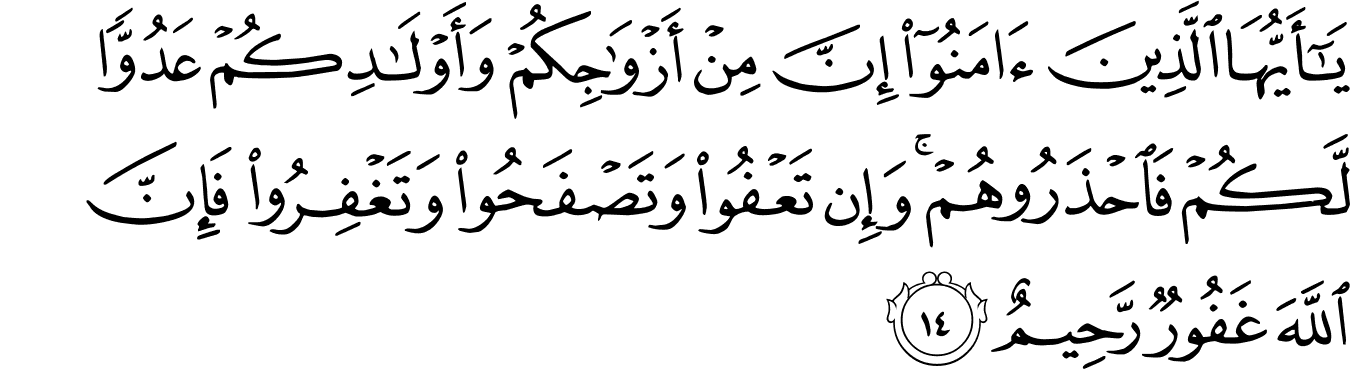 يَـٰٓأَيُّهَا ٱلَّذِينَ ءَامَنُوٓا۟ إِنَّ مِنْ أَزْوَٰجِكُمْ وَأَوْلَـٰدِكُمْ عَدُوًّا
لَّكُمْ فَٱحْذَرُوهُمْ ۚ وَإِن تَعْفُوا۟ وَتَصْفَحُوا۟ وَتَغْفِرُوا۟ فَإِنَّ
ٱللَّهَ غَفُورٌ رَّحِيمٌ ١٤